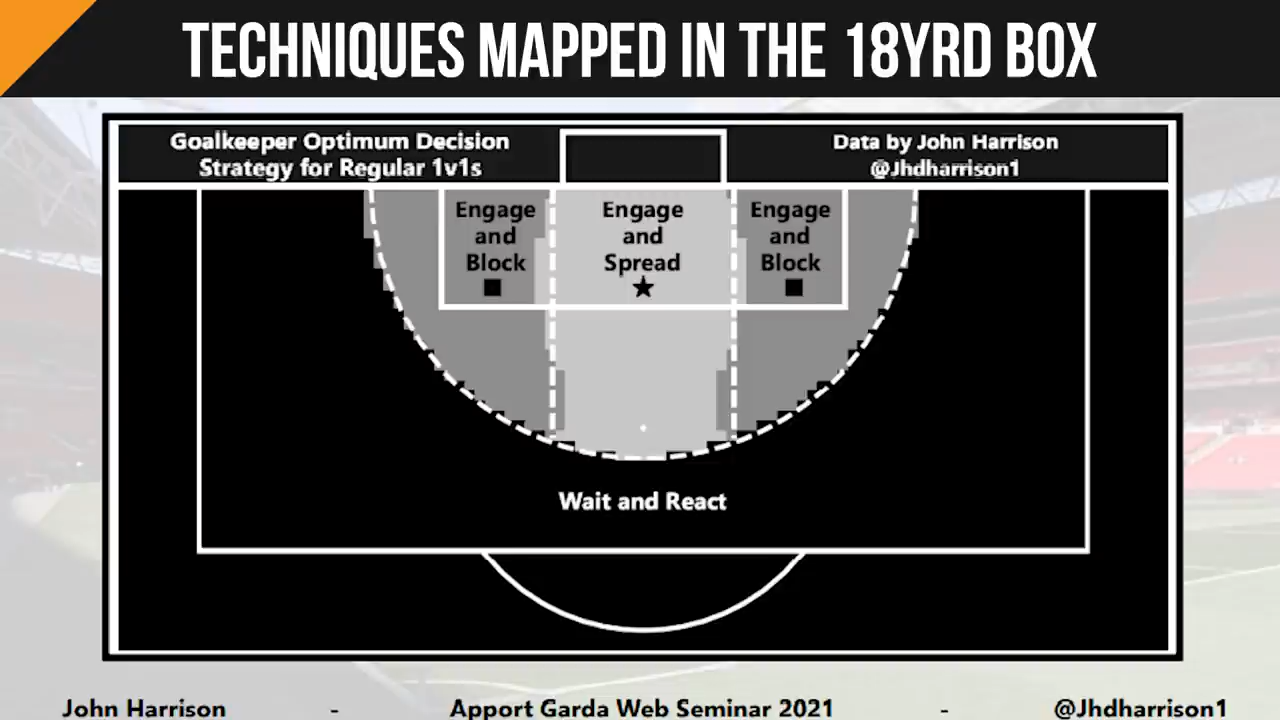 TECHNIQUES MAPPED IN THE 18YRD BOX
Goalkeeper Optimum Decision
Strategy for Regular 1v1s
Data by John Harrison
@Jhdharrison1
Engage
and
Block
Engage
and
Spread
Engage
and
Block
Wait and React
John Harrison - Apport Garda Web Seminar 2021 - @Jhdharrison1